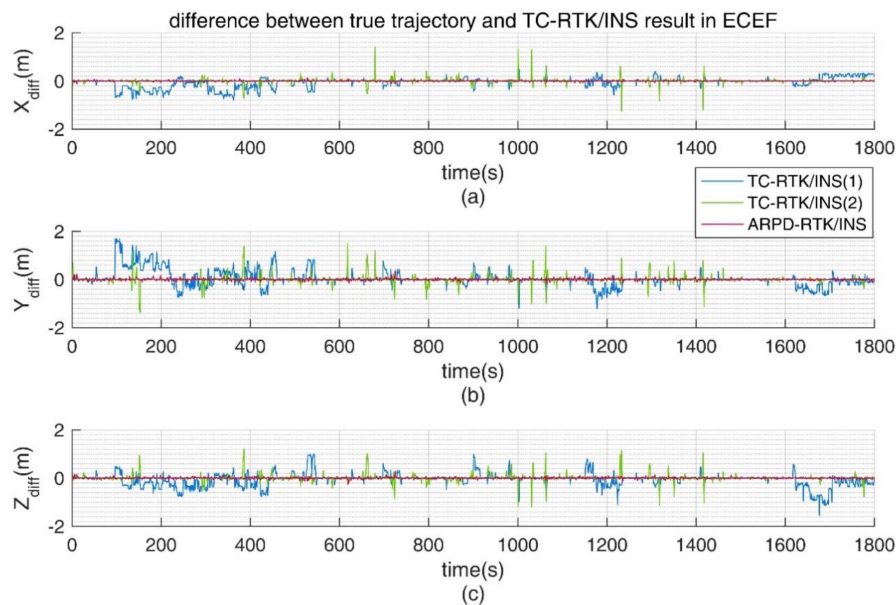 difference between true trajectory and TC-RTK/INS result in ECEF
2
0
-2
X_diff(m)
0 200 400 600 800 1000 1200 1400 1600 1800
time(s)
(a)
TC-RTK/INS(1)
TC-RTK/INS(2)
ARPD-RTK/INS
2
0
-2
Y_diff(m)
0 200 400 600 800 1000 1200 1400 1600 1800
time(s)
(b)
2
0
-2
Z_diff(m)
0 200 400 600 800 1000 1200 1400 1600 1800
time(s)
(c)